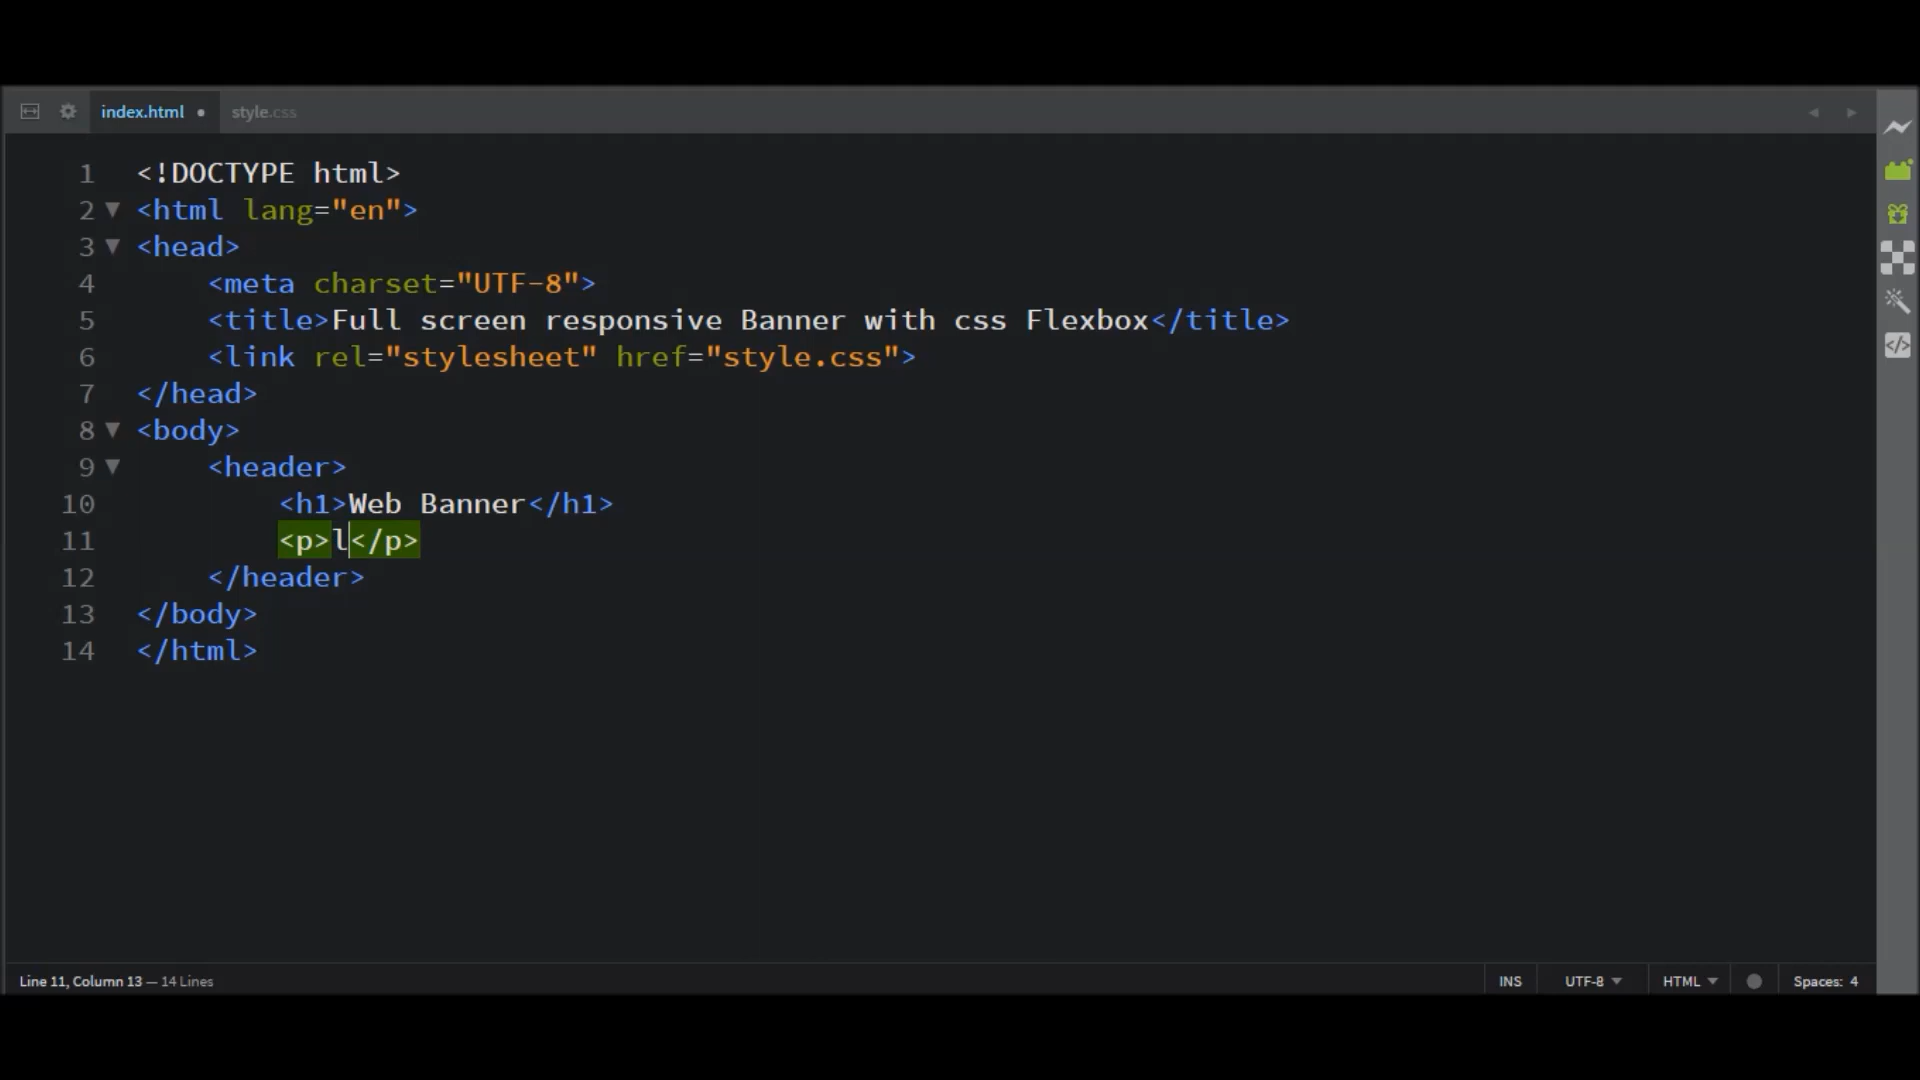 index.html • style.css
1 <!DOCTYPE html>
2 <html lang="en">
3 <head>
4 <meta charset="UTF-8">
5 <title>Full screen responsive Banner with css Flexbox</title>
6 <link rel="stylesheet" href="style.css">
7 </head>
8 <body>
9 <header>
10 <h1>Web Banner</h1>
11 <p>l</p>
12 </header>
13 </body>
14 </html>
Line 11, Column 13 — 14 Lines INS UTF-8 HTML Spaces: 4